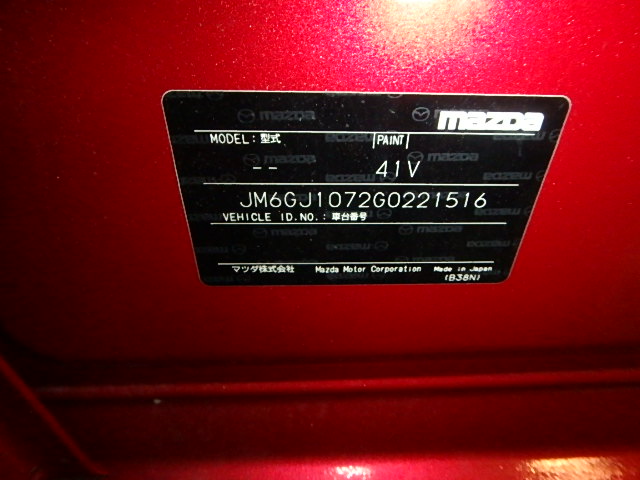 mazda
MODEL: 型式 PAINT
-- 41V
JM6GJ1072G0221516
VEHICLE ID.NO.: 車台番号
マツダ株式会社 Mazda Motor Corporation Made in Japan
(B38N)